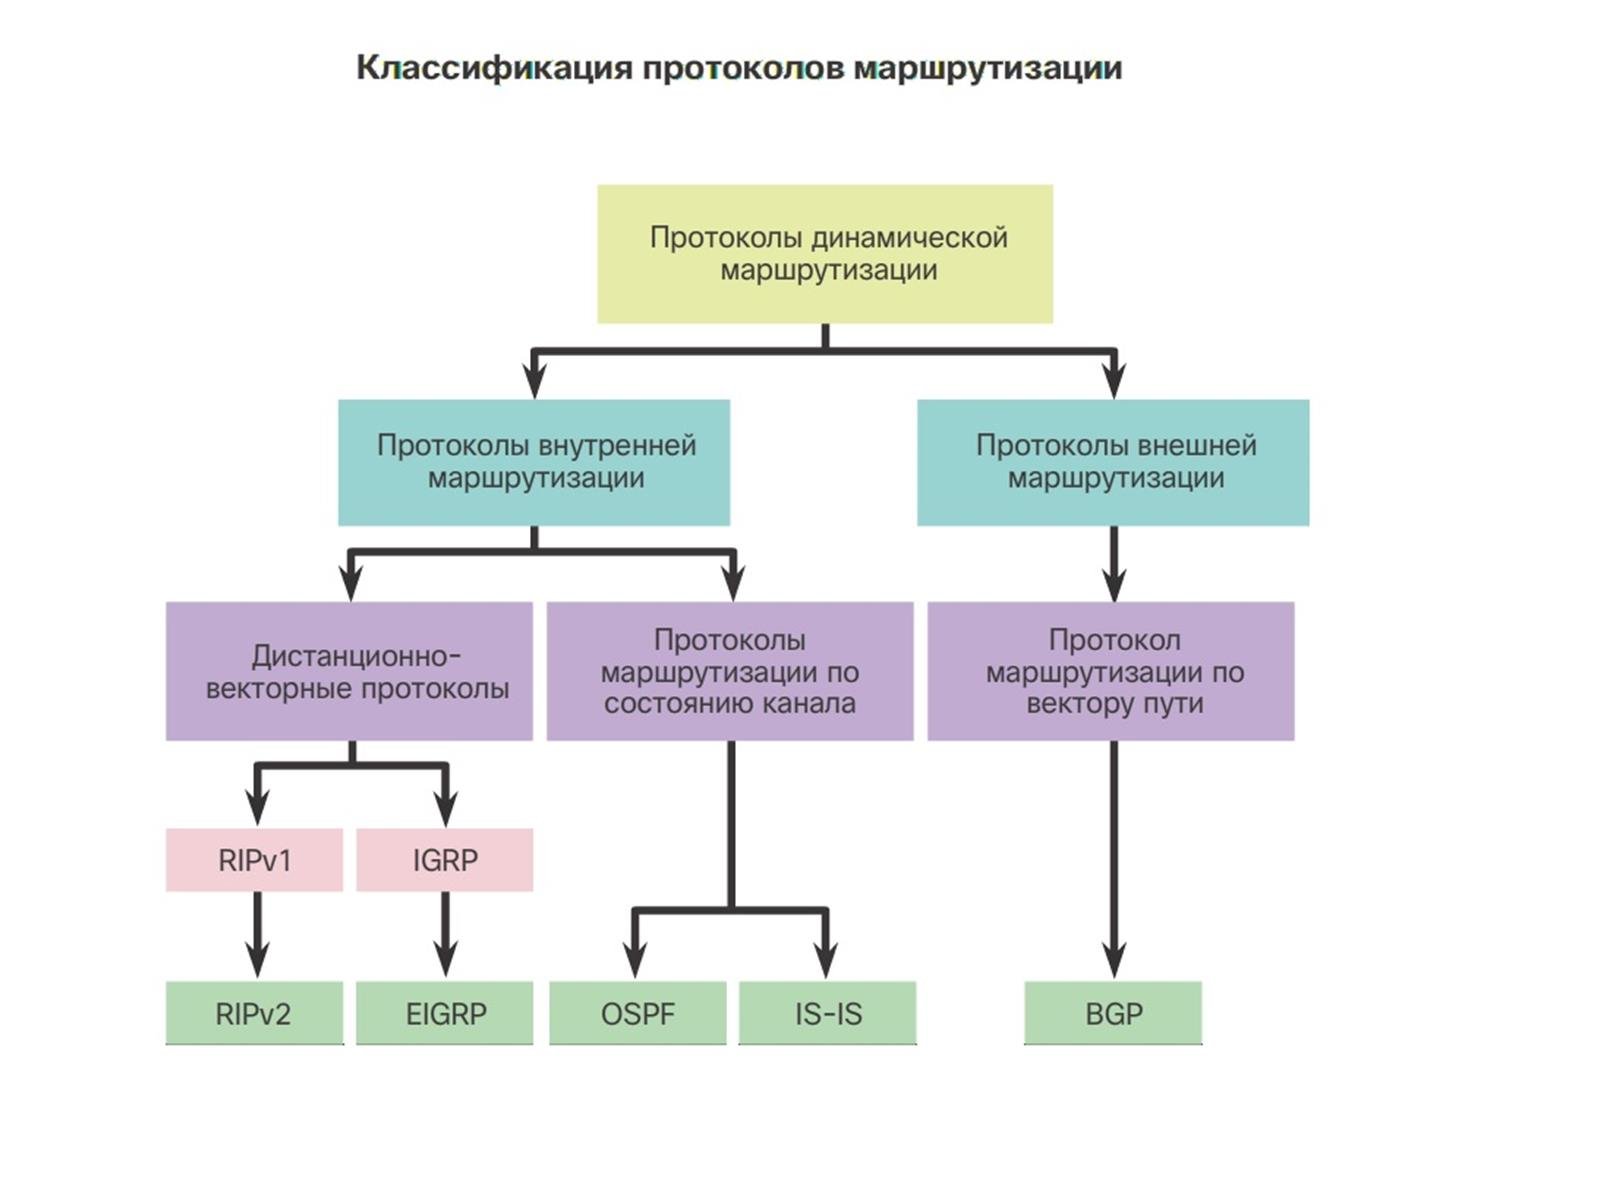 Классификация протоколов маршрутизации
Протоколы динамической
маршрутизации
Протоколы внутренней
маршрутизации
Протоколы внешней
маршрутизации
Дистанционно-
векторные протоколы
Протоколы
маршрутизации по
состоянию канала
Протокол
маршрутизации по
вектору пути
RIPv1
IGRP
RIPv2
EIGRP
OSPF
IS-IS
BGP